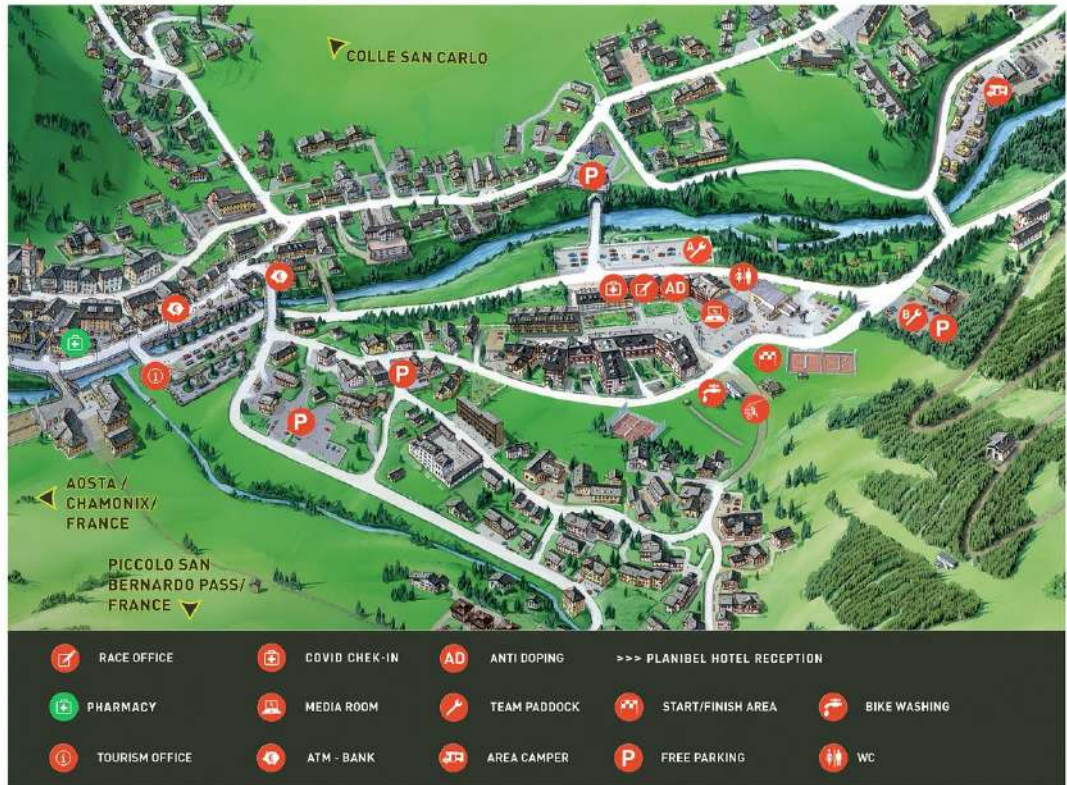 COLLE SAN CARLO
P
A
AD
B
P
P
P
AOSTA /
CHAMONIX/
FRANCE
PICCOLO SAN
BERNARDO PASS/
FRANCE
RACE OFFICE
COVID CHEK-IN
AD ANTI DOPING
>>> PLANIBEL HOTEL RECEPTION
PHARMACY
MEDIA ROOM
TEAM PADDOCK
START/FINISH AREA
BIKE WASHING
i TOURISM OFFICE
€ ATM - BANK
AREA CAMPER
P FREE PARKING
WC